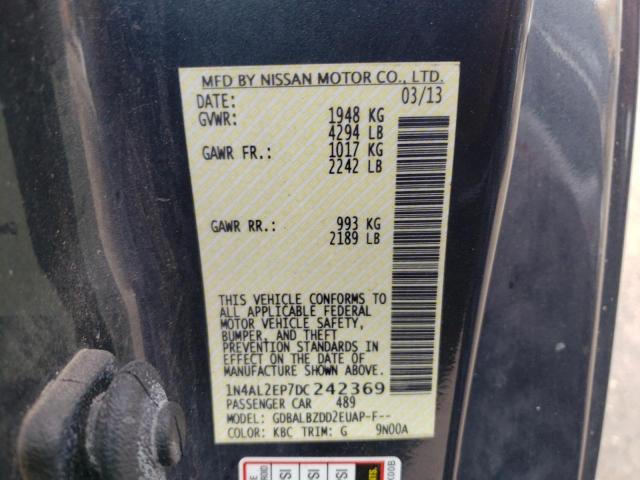 MFD BY NISSAN MOTOR CO., LTD.
DATE: 03/13
GVWR: 1948 KG
4294 LB
GAWR FR.: 1017 KG
2242 LB
GAWR RR.: 993 KG
2189 LB
THIS VEHICLE CONFORMS TO
ALL APPLICABLE FEDERAL
MOTOR VEHICLE SAFETY,
BUMPER, AND THEFT
PREVENTION STANDARDS IN
EFFECT ON THE DATE OF
MANUFACTURE SHOWN ABOVE.
1N4AL2EP7DC242369
PASSENGER CAR 489
MODEL: GDBALBZDD2EUAP-F--
COLOR: KBC TRIM: G 9N00A
PSI
PSI